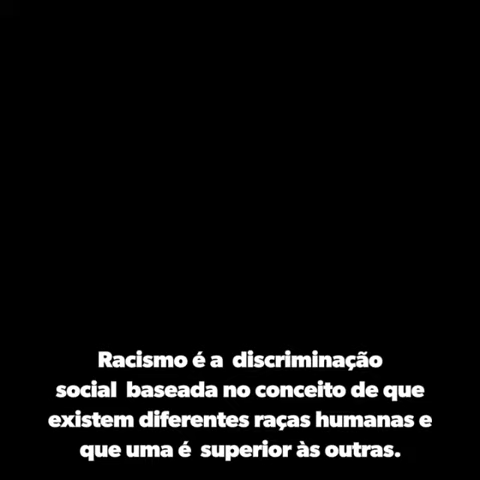 Racismo é a discriminação
social baseada no conceito de que
existem diferentes raças humanas e
que uma é superior às outras.